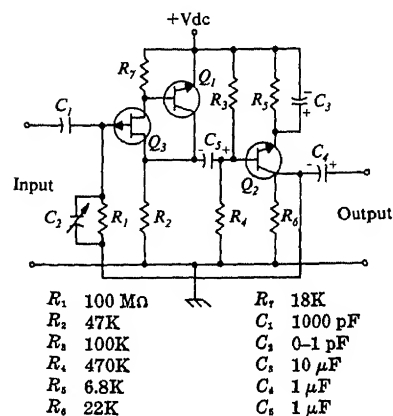 +Vdc
R₇ Q₁
C₁ R₃ R₅ - C₃ +
Q₃ - C₅ + C₄
Q₂ - +
Input
C₂ R₁ R₂ R₄ R₆ Output
R₁ 100 MΩ R₇ 18K
R₂ 47K C₁ 1000 pF
R₃ 100K C₂ 0–1 pF
R₄ 470K C₃ 10 μF
R₅ 6.8K C₄ 1 μF
R₆ 22K C₅ 1 μF